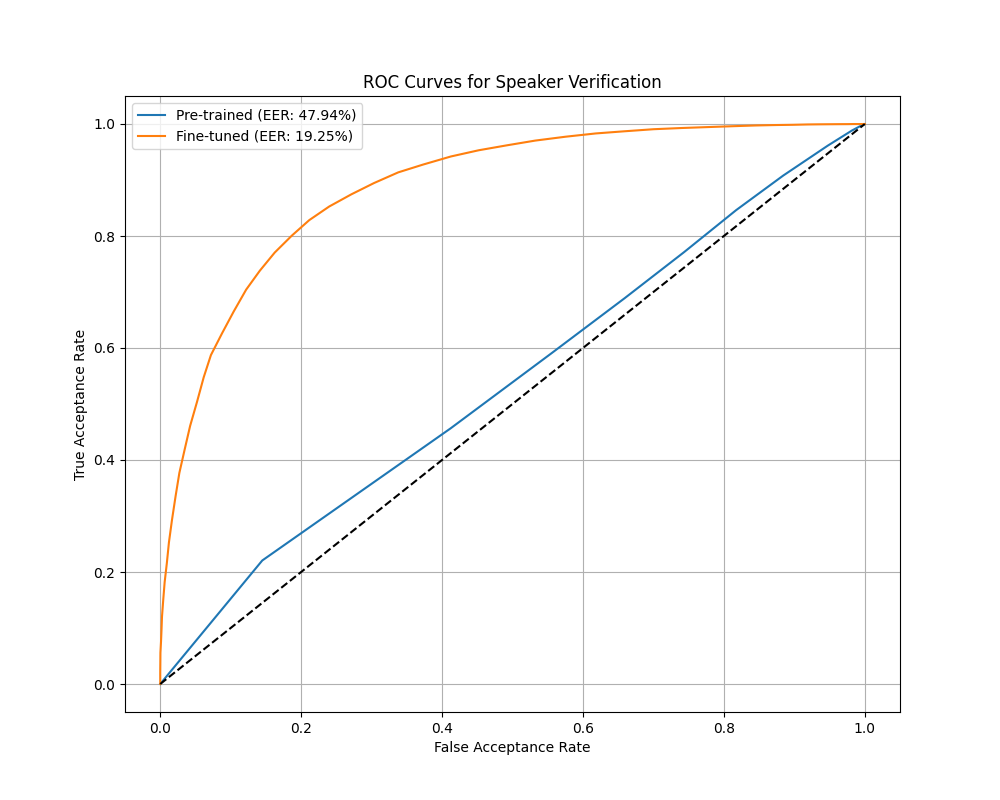 ROC Curves for Speaker Verification
Pre-trained (EER: 47.94%)
Fine-tuned (EER: 19.25%)
True Acceptance Rate
1.0
0.8
0.6
0.4
0.2
0.0
0.0 0.2 0.4 0.6 0.8 1.0
False Acceptance Rate